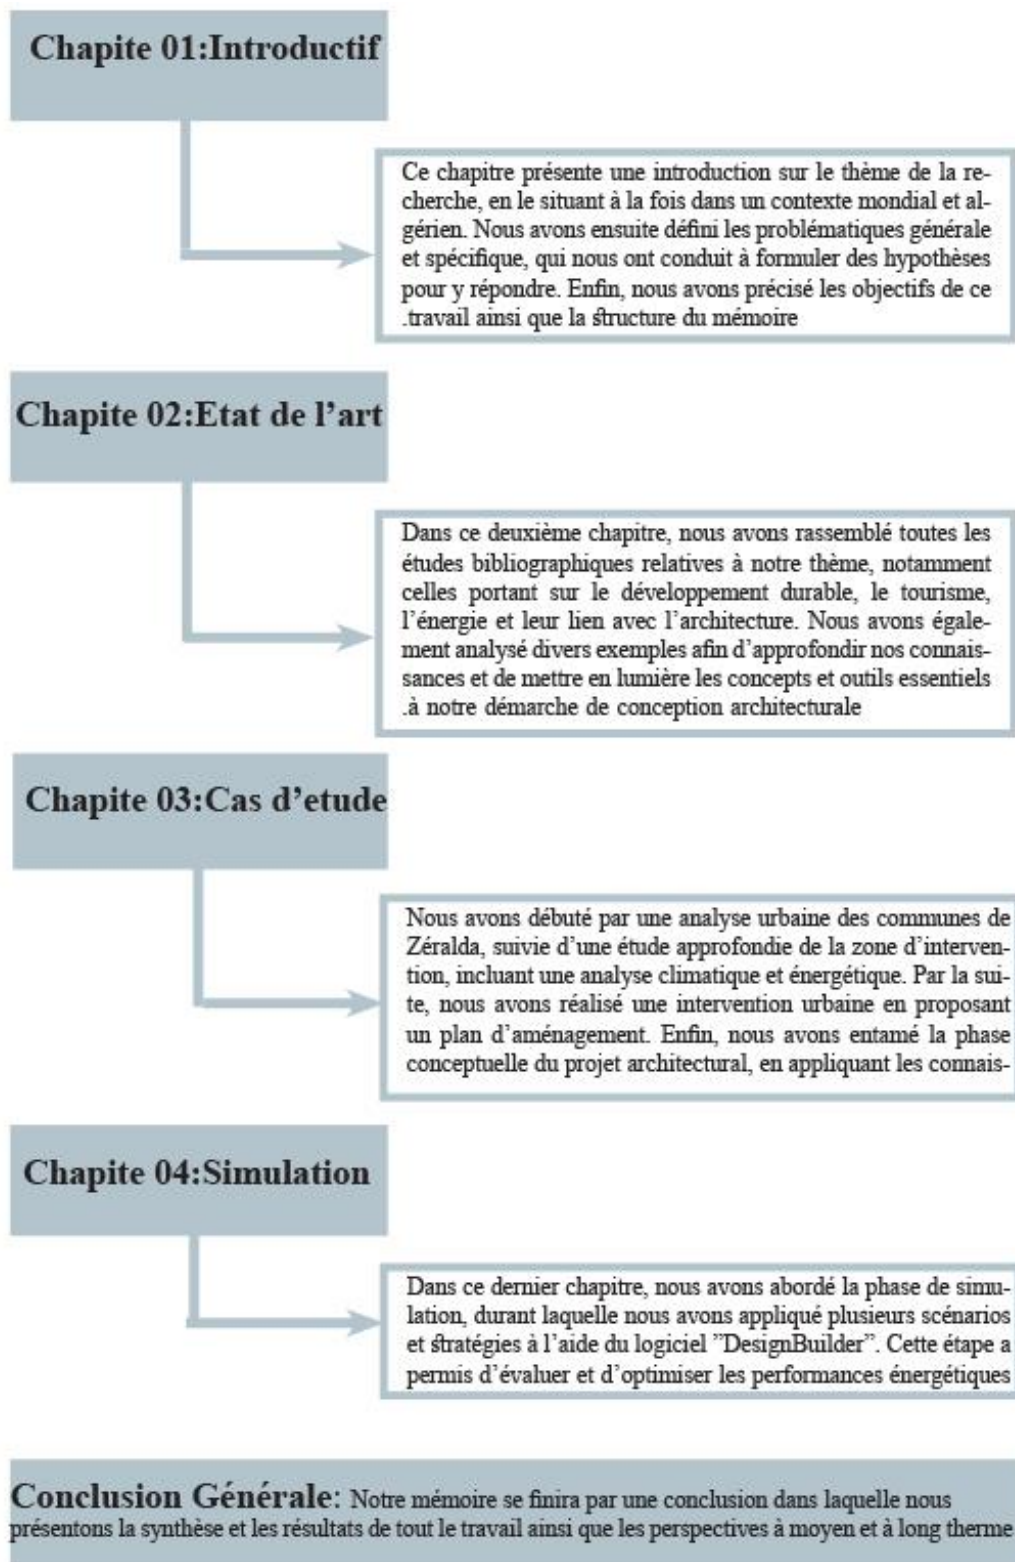 Chapite 01:Introductif
Ce chapitre présente une introduction sur le thème de la re-
cherche, en le situant à la fois dans un contexte mondial et al-
gérien. Nous avons ensuite défini les problématiques générale
et spécifique, qui nous ont conduit à formuler des hypothèses
pour y répondre. Enfin, nous avons précisé les objectifs de ce
.travail ainsi que la structure du mémoire
Chapite 02:Etat de l’art
Dans ce deuxième chapitre, nous avons rassemblé toutes les
études bibliographiques relatives à notre thème, notamment
celles portant sur le développement durable, le tourisme,
l’énergie et leur lien avec l’architecture. Nous avons égale-
ment analysé divers exemples afin d’approfondir nos connais-
sances et de mettre en lumière les concepts et outils essentiels
.à notre démarche de conception architecturale
Chapite 03:Cas d’etude
Nous avons débuté par une analyse urbaine des communes de
Zéralda, suivie d’une étude approfondie de la zone d’interven-
tion, incluant une analyse climatique et énergétique. Par la sui-
te, nous avons réalisé une intervention urbaine en proposant
un plan d’aménagement. Enfin, nous avons entamé la phase
conceptuelle du projet architectural, en appliquant les connais-
Chapite 04:Simulation
Dans ce dernier chapitre, nous avons abordé la phase de simu-
lation, durant laquelle nous avons appliqué plusieurs scénarios
et stratégies à l’aide du logiciel ”DesignBuilder”. Cette étape a
permis d’évaluer et d’optimiser les performances énergétiques
Conclusion Générale: Notre mémoire se finira par une conclusion dans laquelle nous
présentons la synthèse et les résultats de tout le travail ainsi que les perspectives à moyen et à long therme